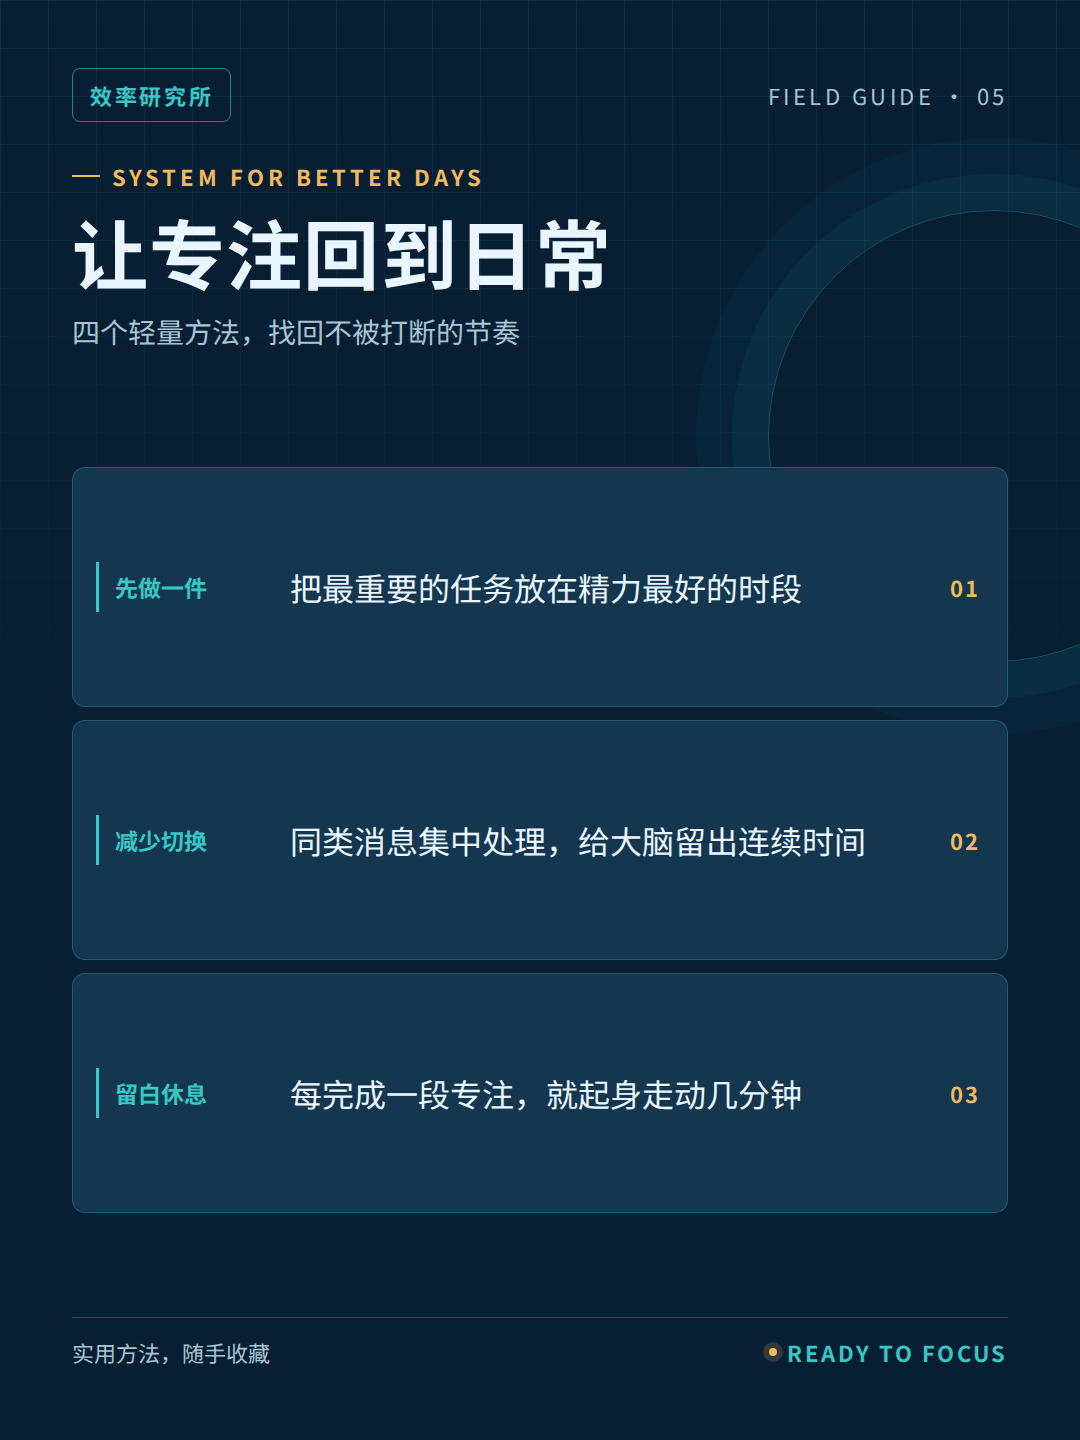 效率研究所
FIELD GUIDE • 05
SYSTEM FOR BETTER DAYS
让专注回到日常
四个轻量方法，找回不被打断的节奏
先做一件 把最重要的任务放在精力最好的时段 01
减少切换 同类消息集中处理，给大脑留出连续时间 02
留白休息 每完成一段专注，就起身走动几分钟 03
实用方法，随手收藏
READY TO FOCUS